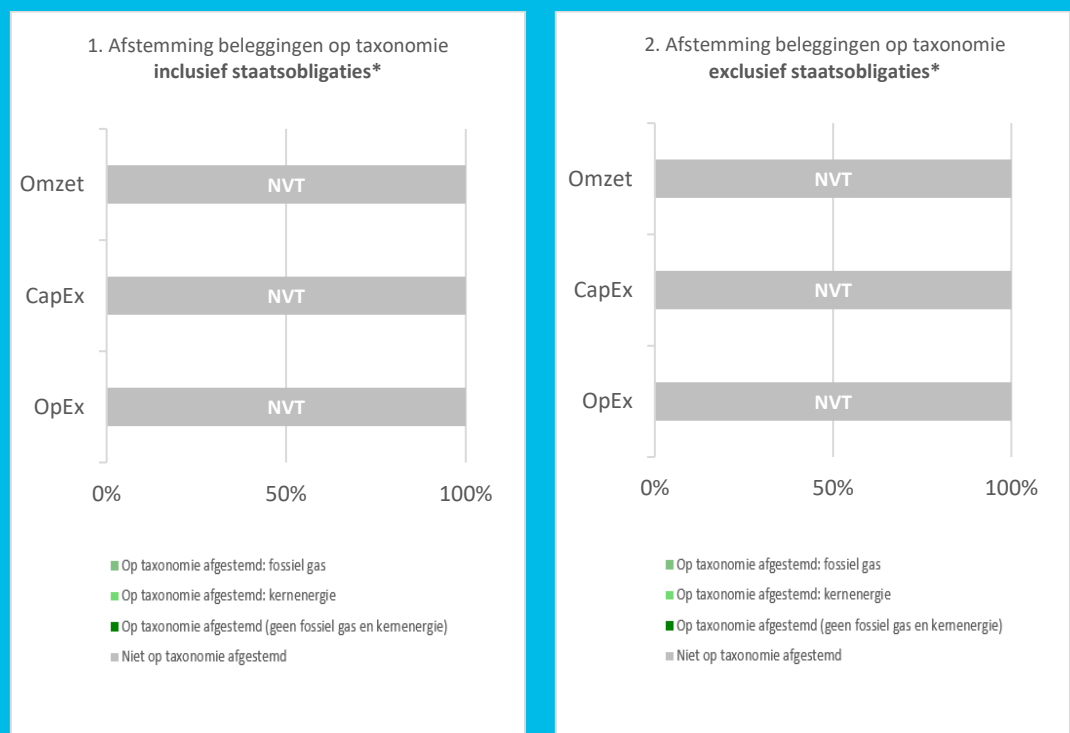 1. Afstemming beleggingen op taxonomie
inclusief staatsobligaties*
Omzet
NVT
CapEx
NVT
OpEx
NVT
0%
50%
100%
Op taxonomie afgestemd: fossiel gas
Op taxonomie afgestemd: kernenergie
Op taxonomie afgestemd (geen fossiel gas en kernenergie)
Niet op taxonomie afgestemd
2. Afstemming beleggingen op taxonomie
exclusief staatsobligaties*
Omzet
NVT
CapEx
NVT
OpEx
NVT
0%
50%
100%
Op taxonomie afgestemd: fossiel gas
Op taxonomie afgestemd: kernenergie
Op taxonomie afgestemd (geen fossiel gas en kernenergie)
Niet op taxonomie afgestemd